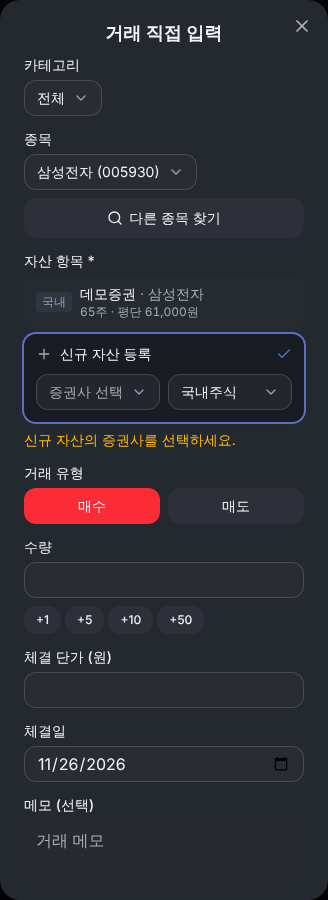 거래 직접 입력
카테고리
전체
종목
삼성전자 (005930)
다른 종목 찾기
자산 항목 *
국내
데모증권 · 삼성전자
65주 · 평단 61,000원
신규 자산 등록
증권사 선택
국내주식
신규 자산의 증권사를 선택하세요.
거래 유형
매수
매도
수량
+1
+5
+10
+50
체결 단가 (원)
체결일
11/26/2026
메모 (선택)
거래 메모